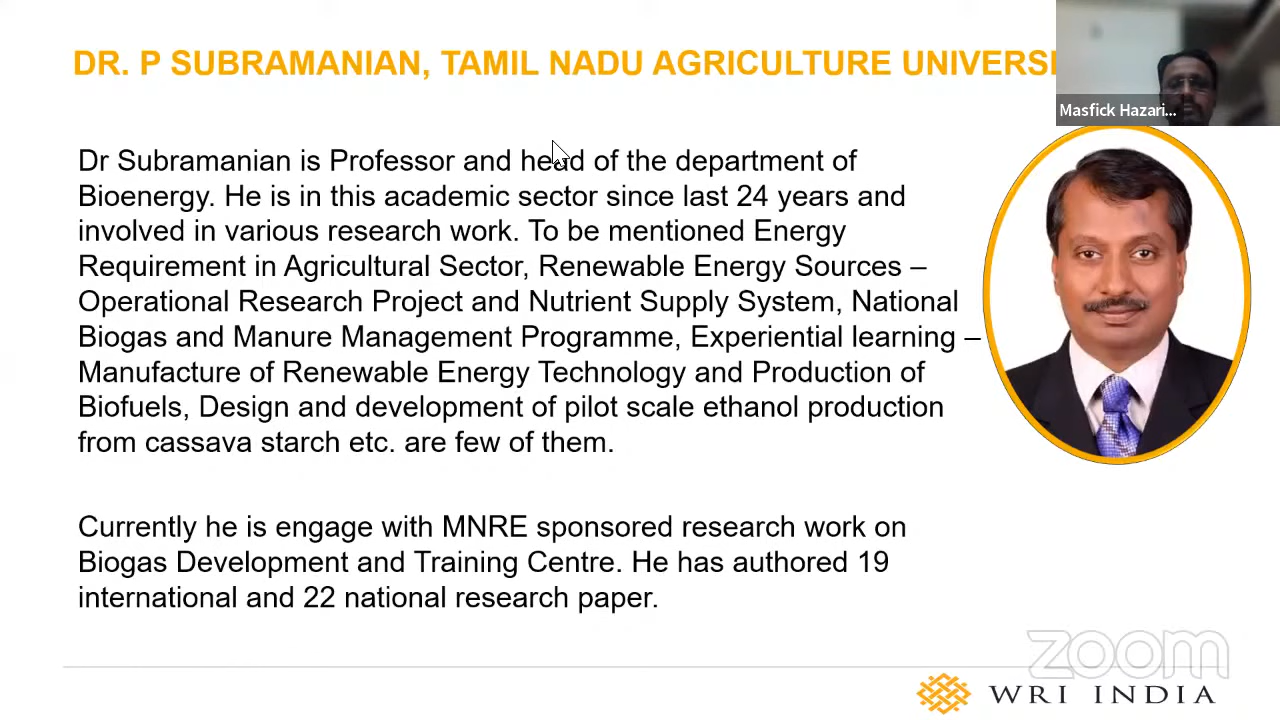 DR. P SUBRAMANIAN, TAMIL NADU AGRICULTURE UNIVERSI
Masfick Hazari...
Dr Subramanian is Professor and head of the department of
Bioenergy. He is in this academic sector since last 24 years and
involved in various research work. To be mentioned Energy
Requirement in Agricultural Sector, Renewable Energy Sources –
Operational Research Project and Nutrient Supply System, National
Biogas and Manure Management Programme, Experiential learning –
Manufacture of Renewable Energy Technology and Production of
Biofuels, Design and development of pilot scale ethanol production
from cassava starch etc. are few of them.
Currently he is engage with MNRE sponsored research work on
Biogas Development and Training Centre. He has authored 19
international and 22 national research paper.
zoom
WRI INDIA